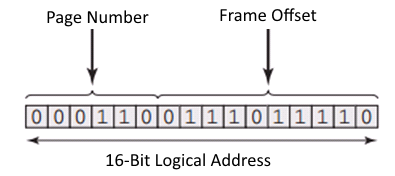 Page Number Frame Offset
0 0 0 1 1 0 0 1 1 1 0 1 1 1 1 0
16-Bit Logical Address